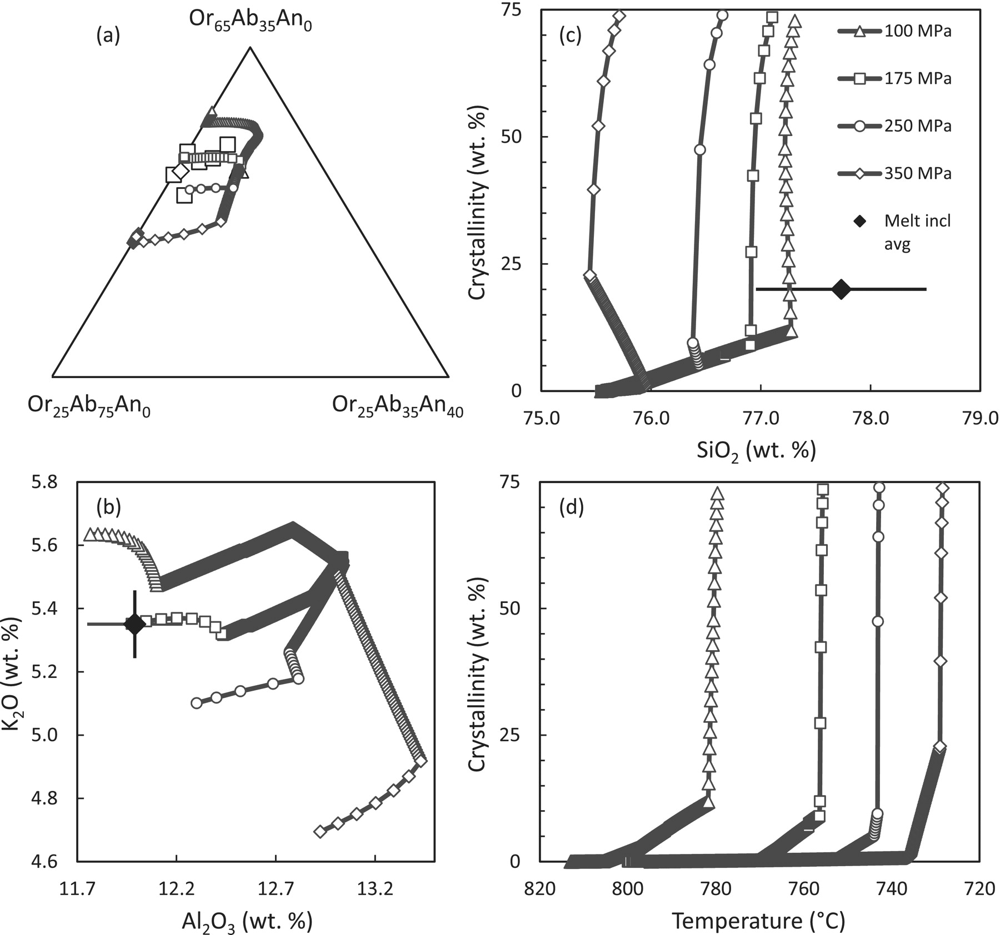 (a)
Or65Ab35An0
Or25Ab75An0
Or25Ab35An40
(c)
75
50
25
0
Crystallinity (wt. %)
75.0 76.0 77.0 78.0 79.0
SiO2 (wt. %)
100 MPa
175 MPa
250 MPa
350 MPa
Melt incl
avg
(b)
5.8
5.6
5.4
5.2
5.0
4.8
4.6
K2O (wt. %)
11.7 12.2 12.7 13.2
Al2O3 (wt. %)
(d)
75
50
25
0
Crystallinity (wt. %)
820 800 780 760 740 720
Temperature (°C)